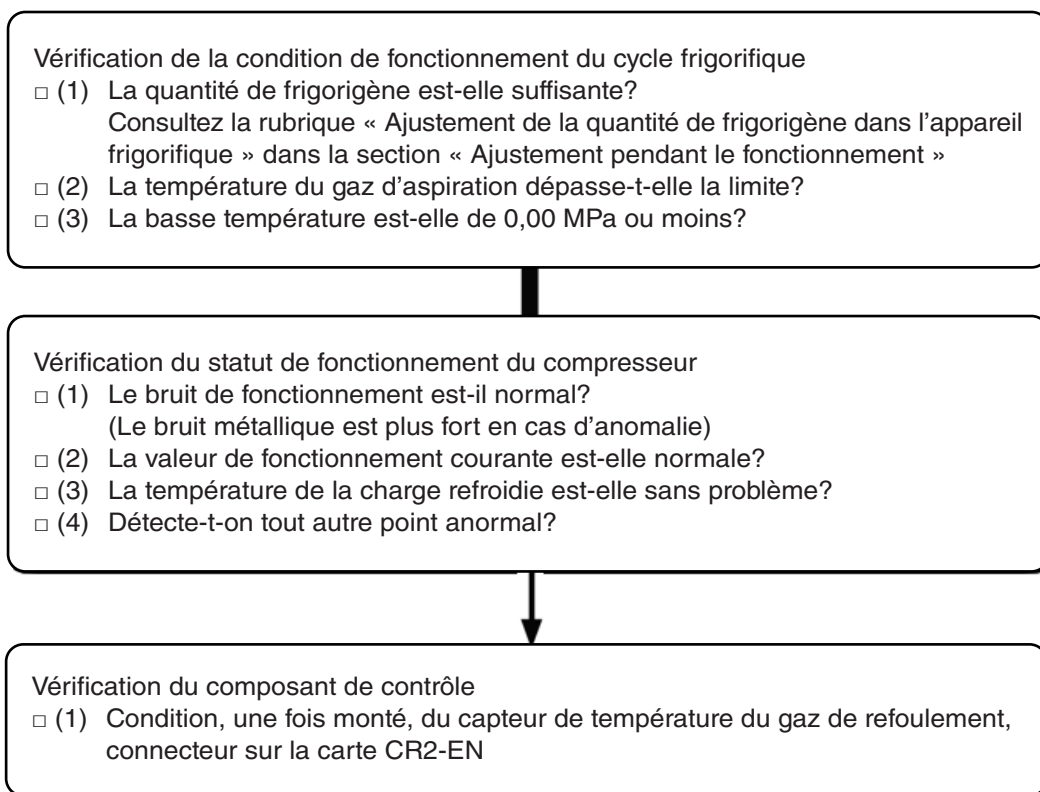 Vérification de la condition de fonctionnement du cycle frigorifique
□ (1) La quantité de frigorigène est-elle suffisante?
Consultez la rubrique « Ajustement de la quantité de frigorigène dans l'appareil
frigorifique » dans la section « Ajustement pendant le fonctionnement »
□ (2) La température du gaz d'aspiration dépasse-t-elle la limite?
□ (3) La basse température est-elle de 0,00 MPa ou moins?
Vérification du statut de fonctionnement du compresseur
□ (1) Le bruit de fonctionnement est-il normal?
(Le bruit métallique est plus fort en cas d'anomalie)
□ (2) La valeur de fonctionnement courante est-elle normale?
□ (3) La température de la charge refroidie est-elle sans problème?
□ (4) Détecte-t-on tout autre point anormal?
Vérification du composant de contrôle
□ (1) Condition, une fois monté, du capteur de température du gaz de refoulement,
connecteur sur la carte CR2-EN